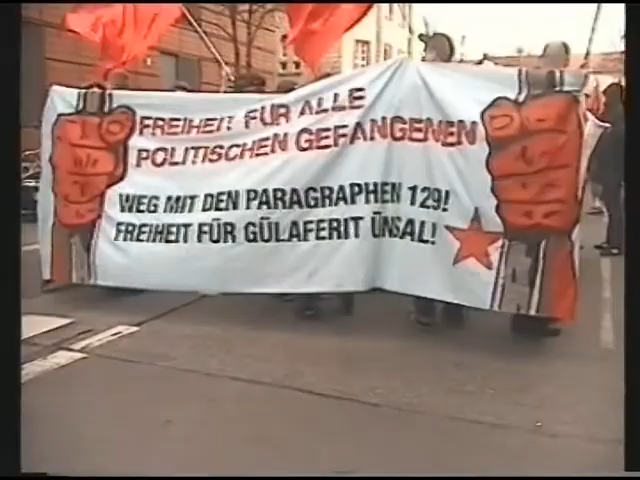 FREIHEIT FÜR ALLE
POLITISCHEN GEFANGENEN
WEG MIT DEN PARAGRAPHEN 129!
FREIHEIT FÜR GÜLAFERIT ÜNSAL!